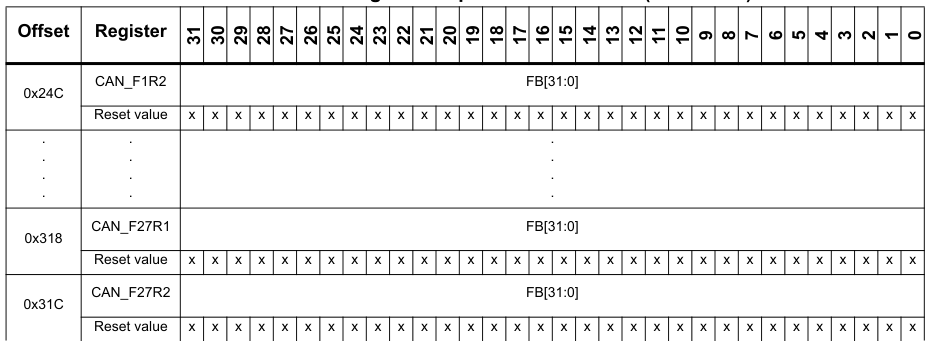 Offset Register 31 30 29 28 27 26 25 24 23 22 21 20 19 18 17 16 15 14 13 12 11 10 9 8 7 6 5 4 3 2 1 0
0x24C CAN_F1R2 FB[31:0]
Reset value x x x x x x x x x x x x x x x x x x x x x x x x x x x x x x x x
. . .
. . .
. . .
. . .
0x318 CAN_F27R1 FB[31:0]
Reset value x x x x x x x x x x x x x x x x x x x x x x x x x x x x x x x x
0x31C CAN_F27R2 FB[31:0]
Reset value x x x x x x x x x x x x x x x x x x x x x x x x x x x x x x x x